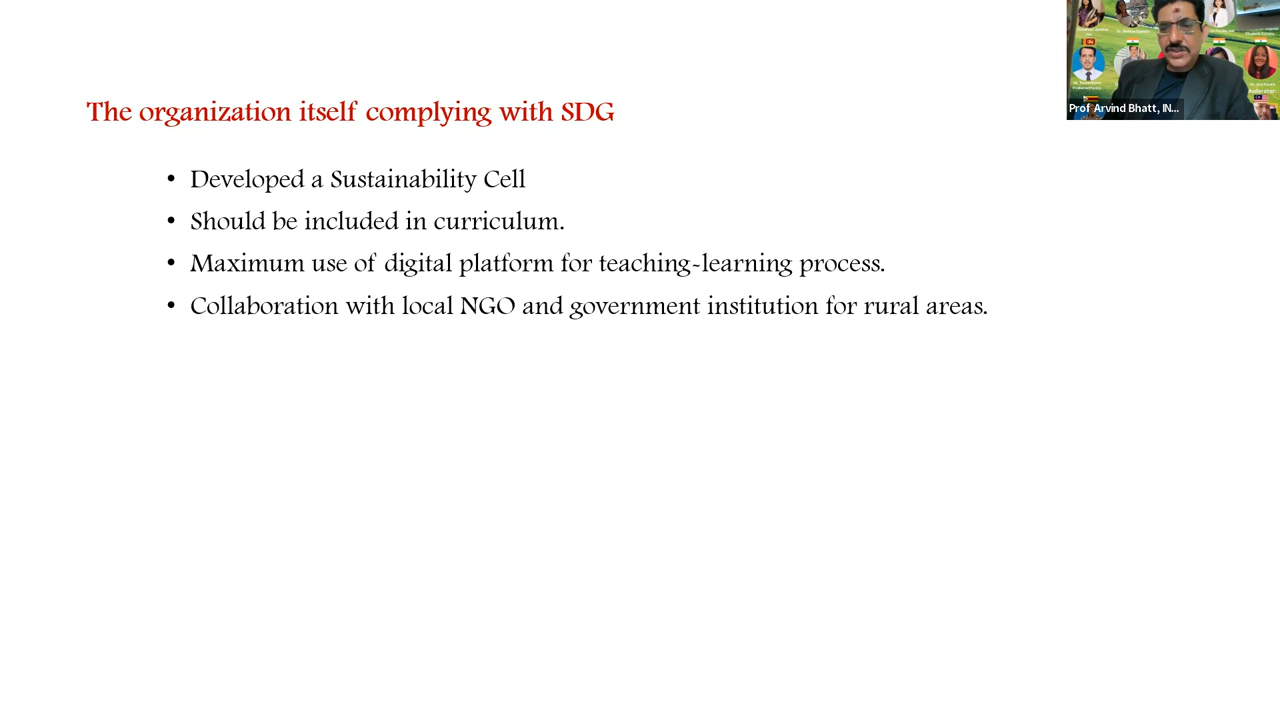 The organization itself complying with SDG
• Developed a Sustainability Cell
• Should be included in curriculum.
• Maximum use of digital platform for teaching-learning process.
• Collaboration with local NGO and government institution for rural areas.
Prof Arvind Bhatt, IN...